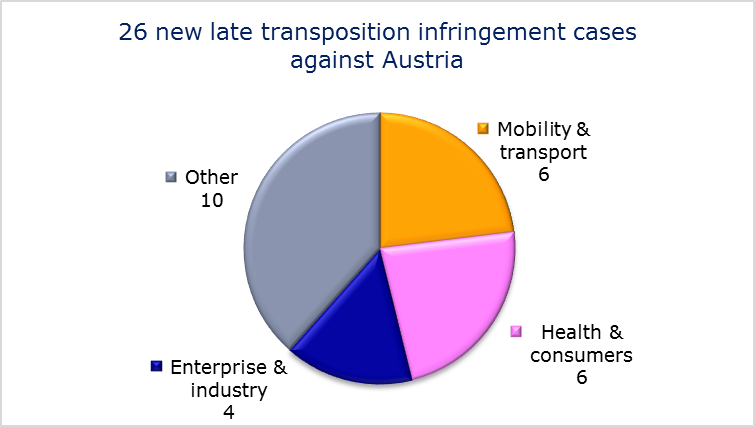 26 new late transposition infringement cases
against Austria
Mobility &
transport
6
Other
10
Health &
consumers
6
Enterprise &
industry
4